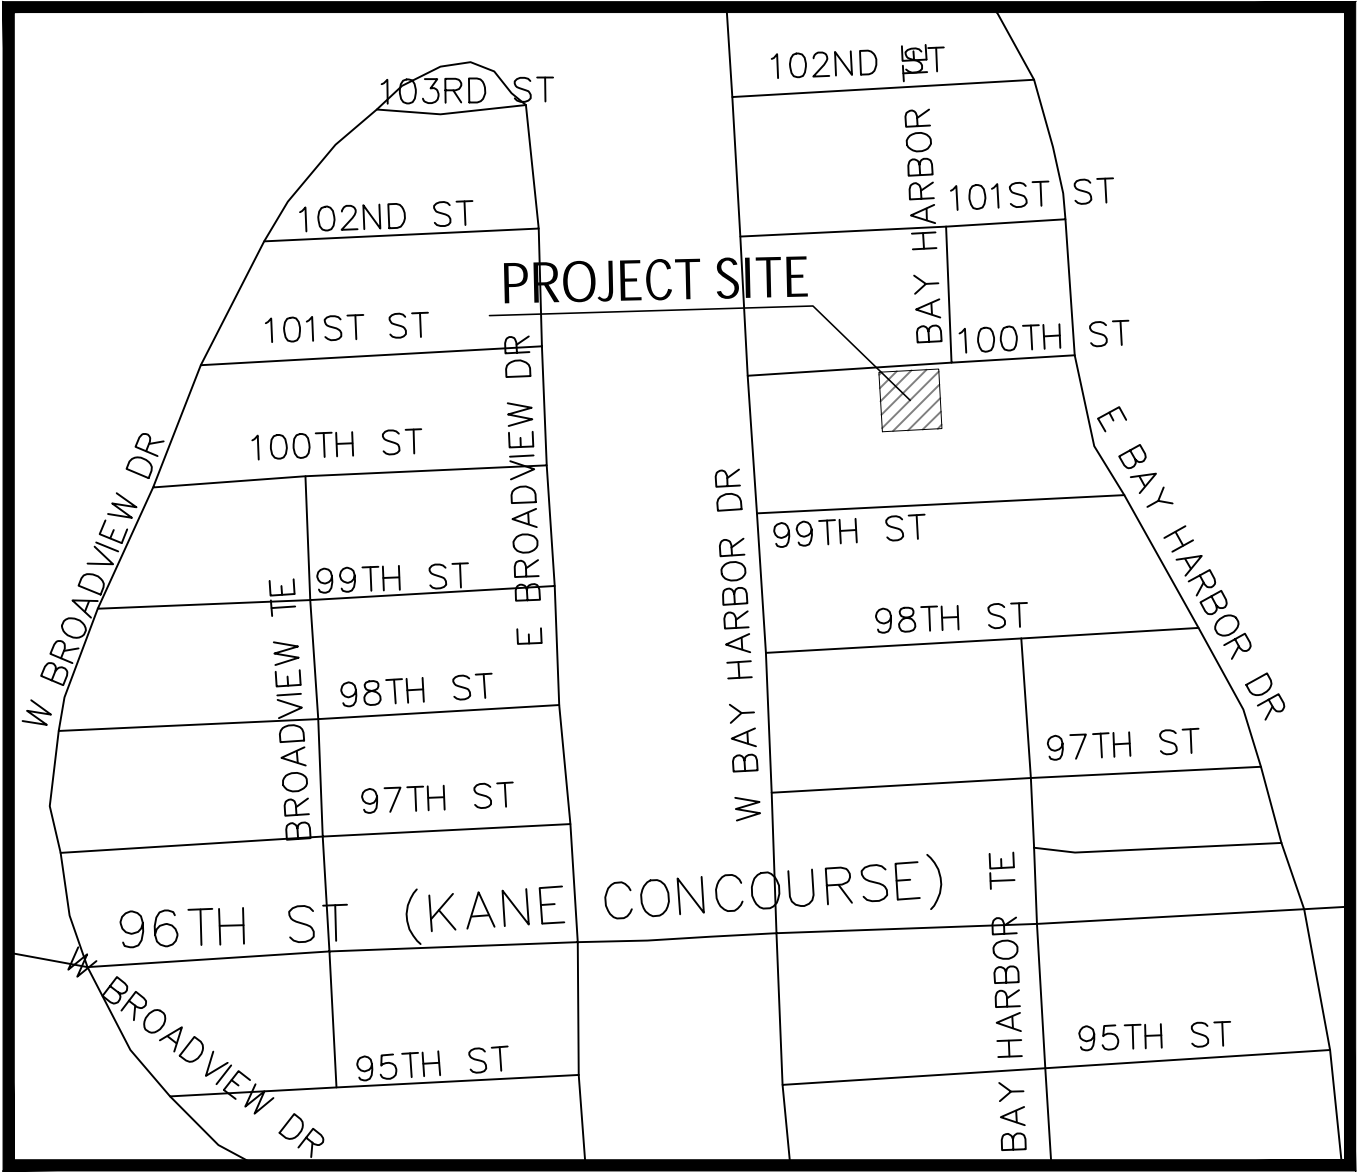 103RD ST
102ND ST
102ND ST
BAY HARBOR TE
101ST ST
PROJECT SITE
101ST ST
100TH ST
E BROADVIEW DR
100TH ST
W BROADVIEW DR
E BAY HARBOR DR
W BAY HARBOR DR
99TH ST
99TH ST
BROADVIEW TE
98TH ST
98TH ST
97TH ST
97TH ST
96TH ST (KANE CONCOURSE)
BAY HARBOR TE
W BROADVIEW DR
95TH ST
95TH ST